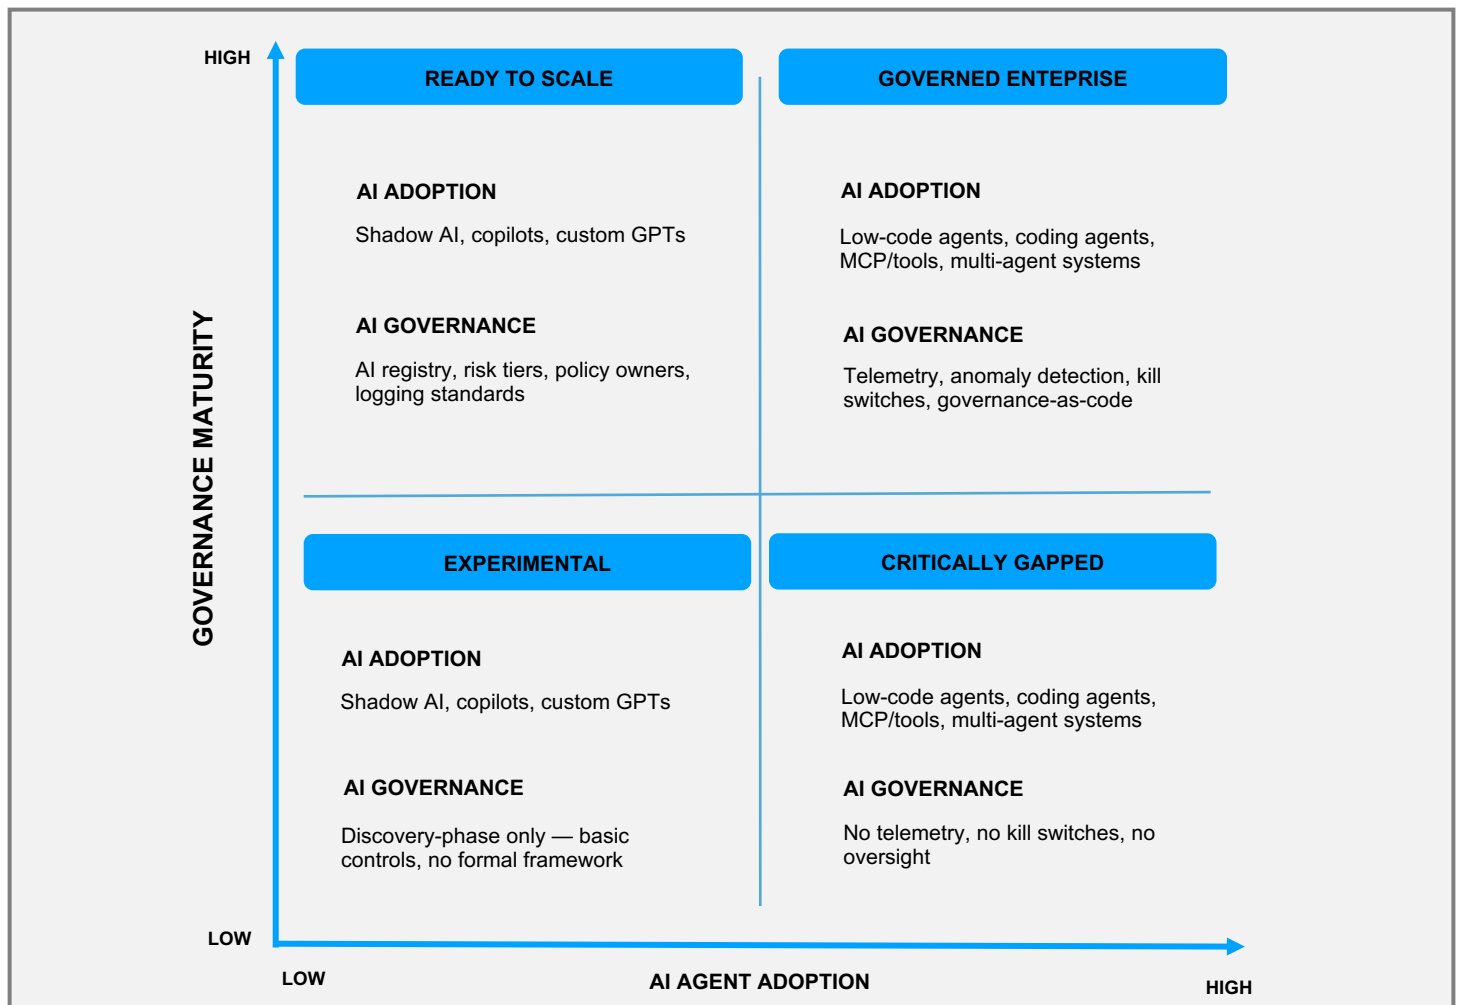 HIGH
READY TO SCALE
GOVERNED ENTEPRISE
AI ADOPTION
Shadow AI, copilots, custom GPTs
AI GOVERNANCE
AI registry, risk tiers, policy owners,
logging standards
AI ADOPTION
Low-code agents, coding agents,
MCP/tools, multi-agent systems
AI GOVERNANCE
Telemetry, anomaly detection, kill
switches, governance-as-code
GOVERNANCE MATURITY
EXPERIMENTAL
CRITICALLY GAPPED
AI ADOPTION
Shadow AI, copilots, custom GPTs
AI GOVERNANCE
Discovery-phase only — basic
controls, no formal framework
AI ADOPTION
Low-code agents, coding agents,
MCP/tools, multi-agent systems
AI GOVERNANCE
No telemetry, no kill switches, no
oversight
LOW
LOW
AI AGENT ADOPTION
HIGH